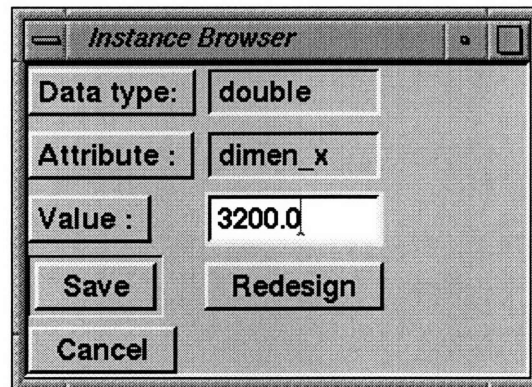 Instance Browser
Data type: double
Attribute : dimen_x
Value : 3200.0
Save Redesign
Cancel